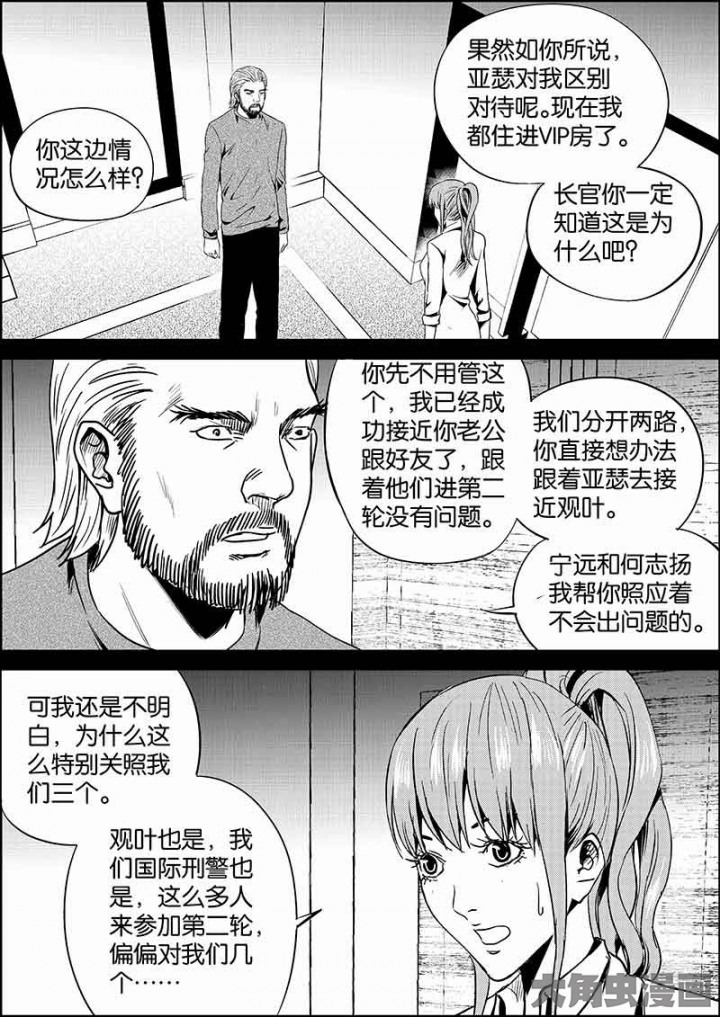 你这边情
况怎么样？
果然如你所说，
亚瑟对我区别
对待呢。现在我
都住进VIP房了。
长官你一定
知道这是为
什么吧？
你先不用管这
个，我已经成
功接近你老公
跟好友了，跟
着他们进第二
轮没有问题。
我们分开两路，
你直接想办法
跟着亚瑟去接
近观叶。
宁远和何志扬
我帮你照应着
不会出问题的。
可我还是不明
白，为什么这
么特别关照我
们三个。
观叶也是，我
们国际刑警也
是，这么多人
来参加第二轮，
偏偏对我们几
个……
大角虫漫画